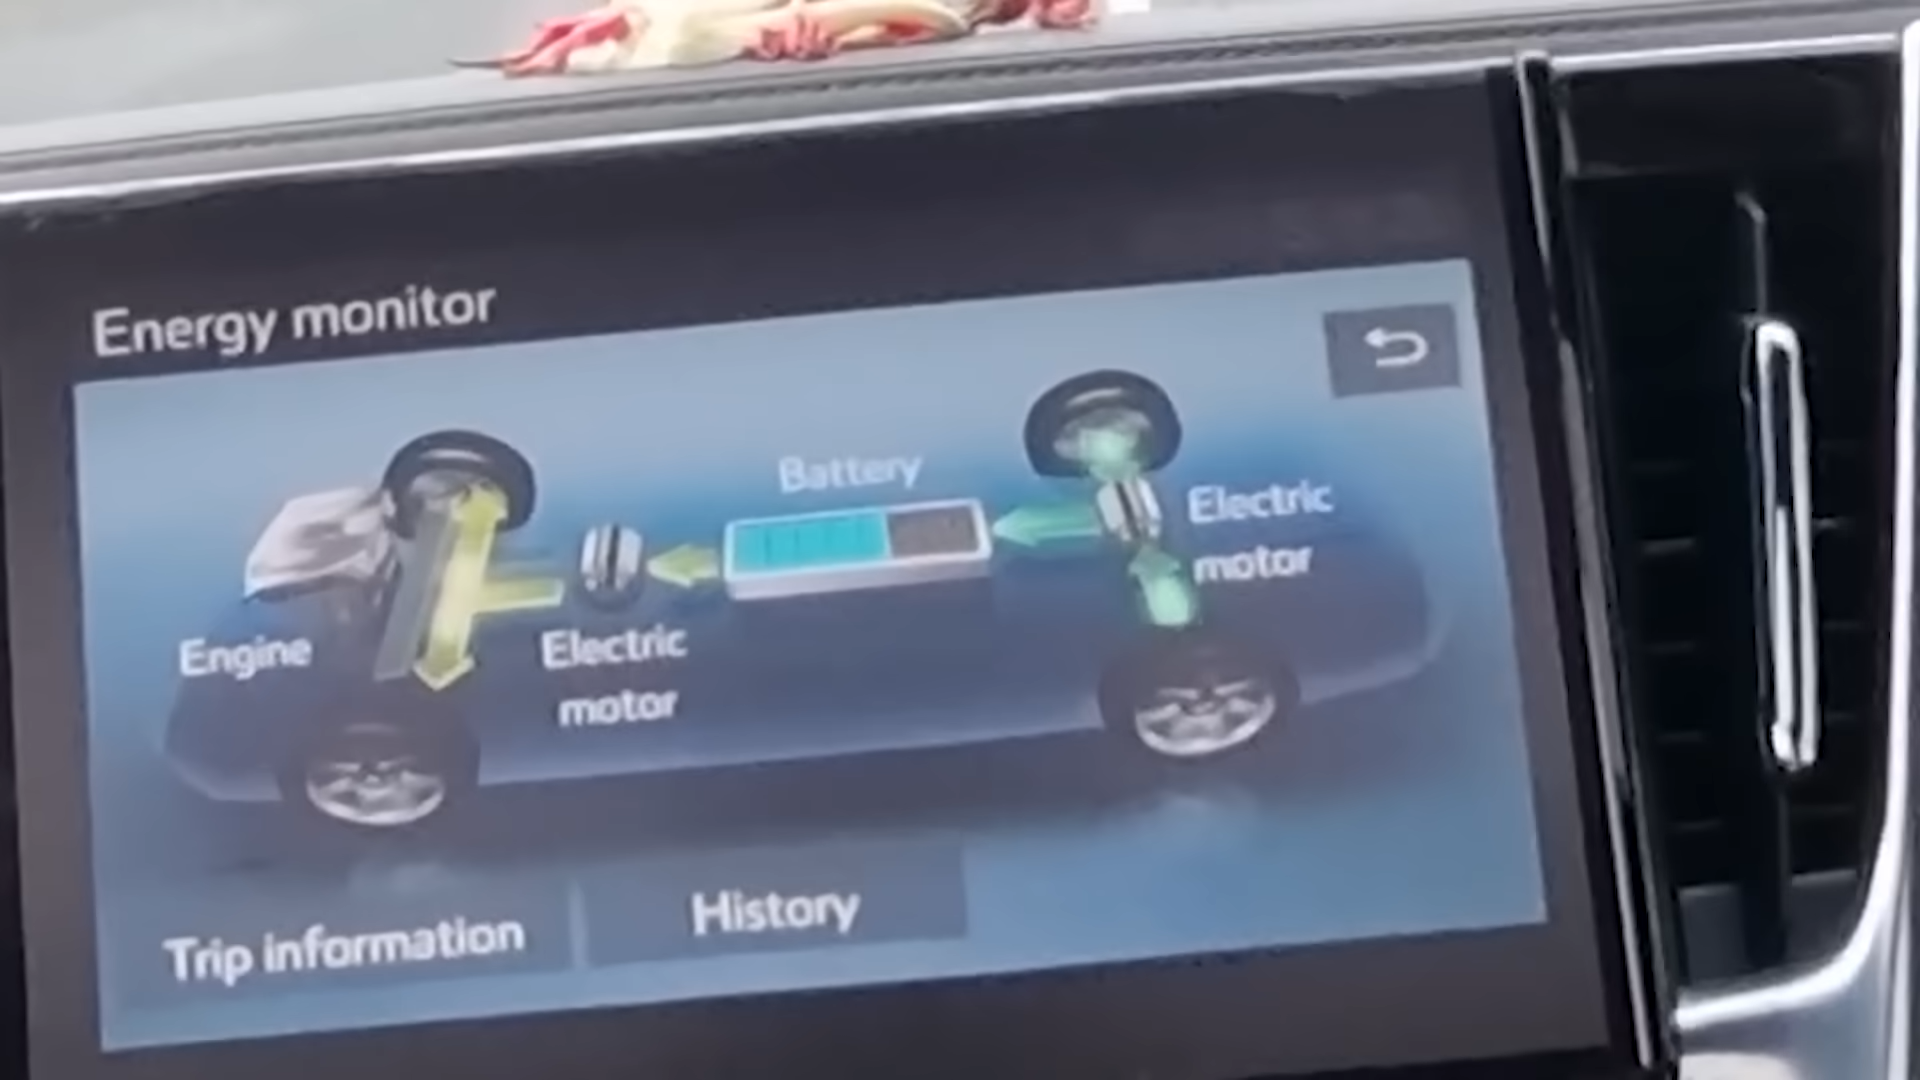 Energy monitor
Battery
Electric
motor
Engine
Electric
motor
Trip information
History